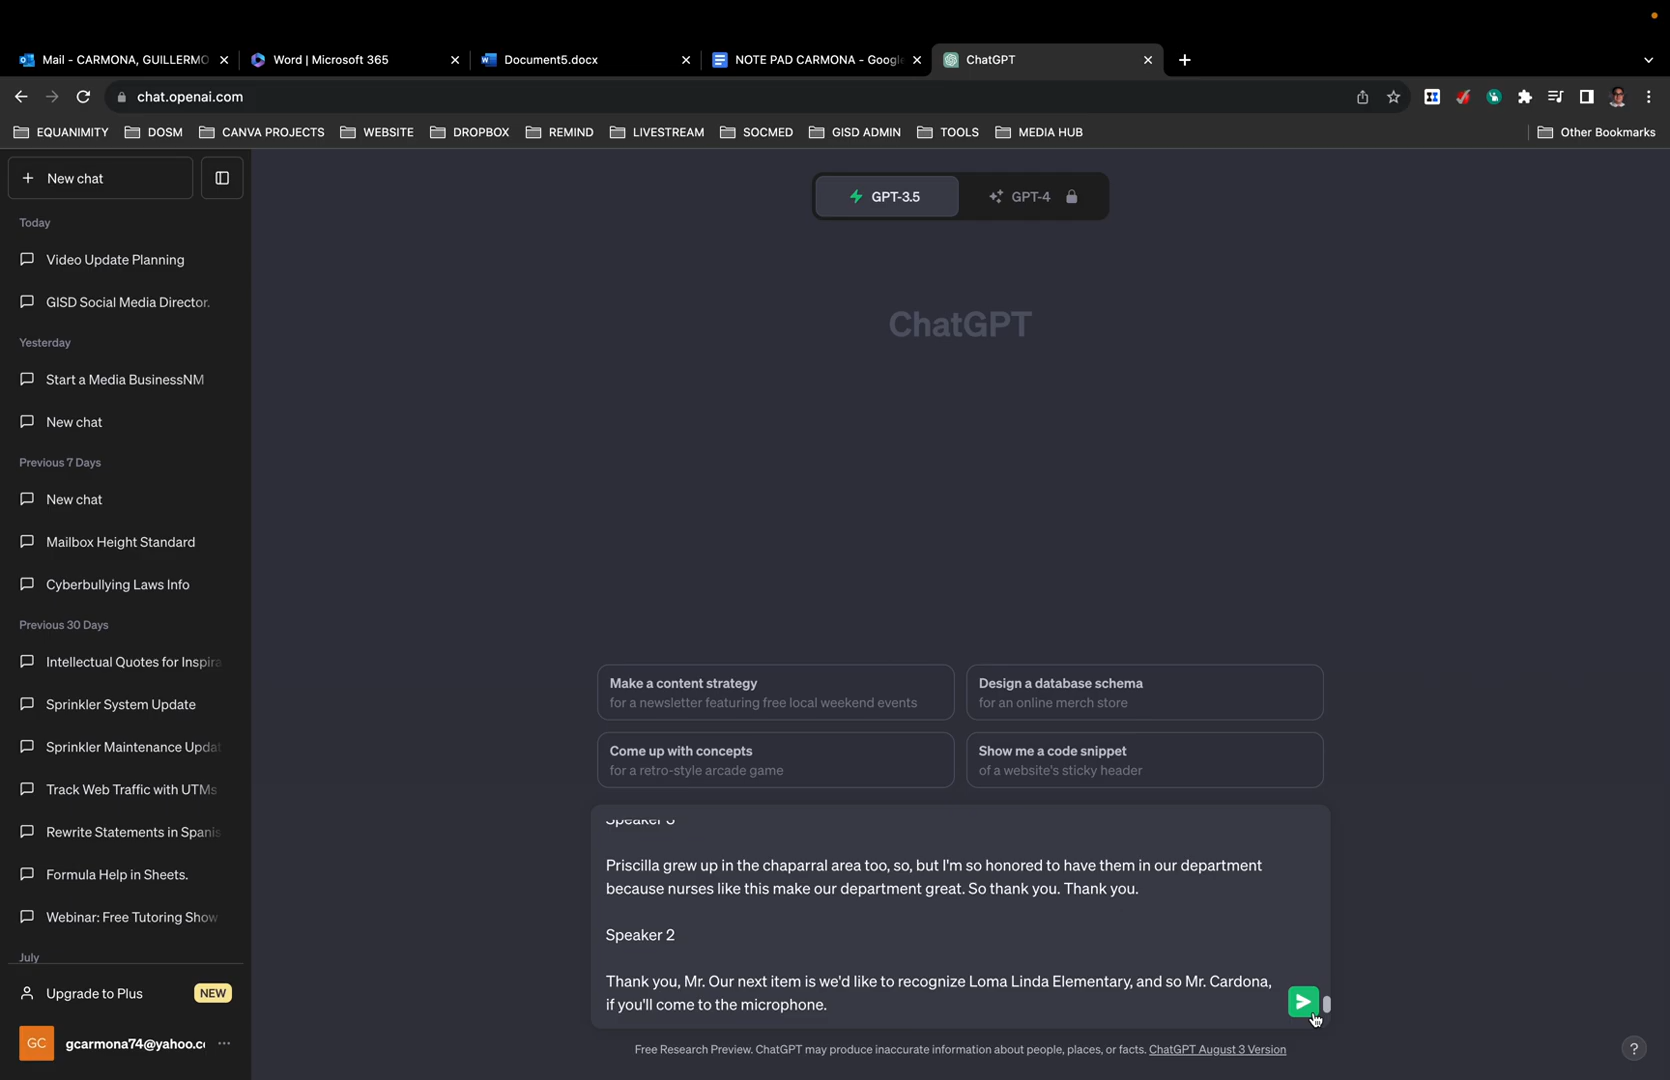 Mail - CARMONA, GUILLERMO
Word | Microsoft 365
Document5.docx
NOTE PAD CARMONA - Google
ChatGPT
chat.openai.com
EQUANIMITY
DOSM
CANVA PROJECTS
WEBSITE
DROPBOX
REMIND
LIVESTREAM
SOCMED
GISD ADMIN
TOOLS
MEDIA HUB
Other Bookmarks
New chat
Today
Video Update Planning
GISD Social Media Director.
Yesterday
Start a Media BusinessNM
New chat
Previous 7 Days
New chat
Mailbox Height Standard
Cyberbullying Laws Info
Previous 30 Days
Intellectual Quotes for Inspira
Sprinkler System Update
Sprinkler Maintenance Updat
Track Web Traffic with UTMs
Rewrite Statements in Spanis
Formula Help in Sheets.
Webinar: Free Tutoring Show
July
Upgrade to Plus
NEW
GC
gcarmona74@yahoo.co
GPT-3.5
GPT-4
ChatGPT
Make a content strategy
for a newsletter featuring free local weekend events
Design a database schema
for an online merch store
Come up with concepts
for a retro-style arcade game
Show me a code snippet
of a website's sticky header
Speaker 3
Priscilla grew up in the chaparral area too, so, but I'm so honored to have them in our department
because nurses like this make our department great. So thank you. Thank you.
Speaker 2
Thank you, Mr. Our next item is we'd like to recognize Loma Linda Elementary, and so Mr. Cardona,
if you'll come to the microphone.
Free Research Preview. ChatGPT may produce inaccurate information about people, places, or facts. ChatGPT August 3 Version
?